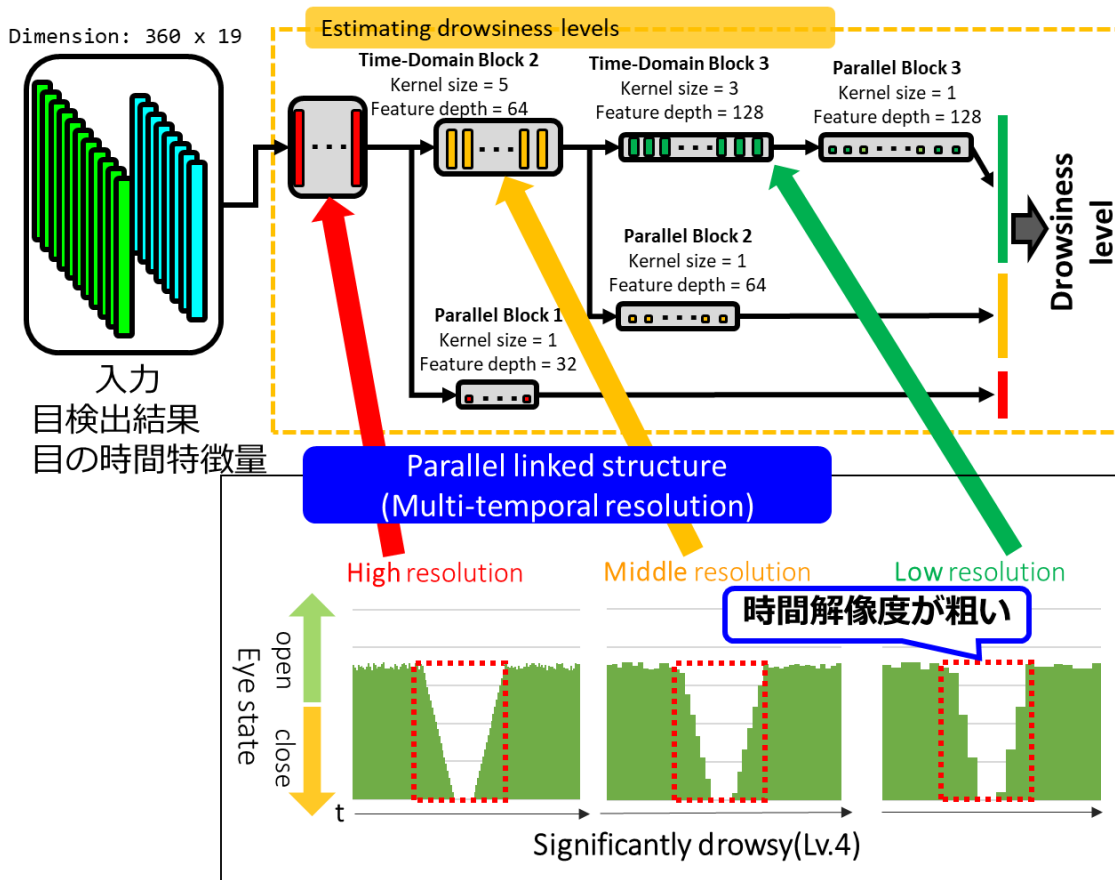 Dimension: 360 x 19
Estimating drowsiness levels
Time-Domain Block 2
Kernel size = 5
Feature depth = 64
Time-Domain Block 3
Kernel size = 3
Feature depth = 128
Parallel Block 3
Kernel size = 1
Feature depth = 128
Parallel Block 2
Kernel size = 1
Feature depth = 64
Parallel Block 1
Kernel size = 1
Feature depth = 32
Drowsiness
level
入力
目検出結果
目の時間特徴量
Parallel linked structure
(Multi-temporal resolution)
High resolution
Middle resolution
Low resolution
時間解像度が粗い
open
close
Eye state
t
Significantly drowsy(Lv.4)